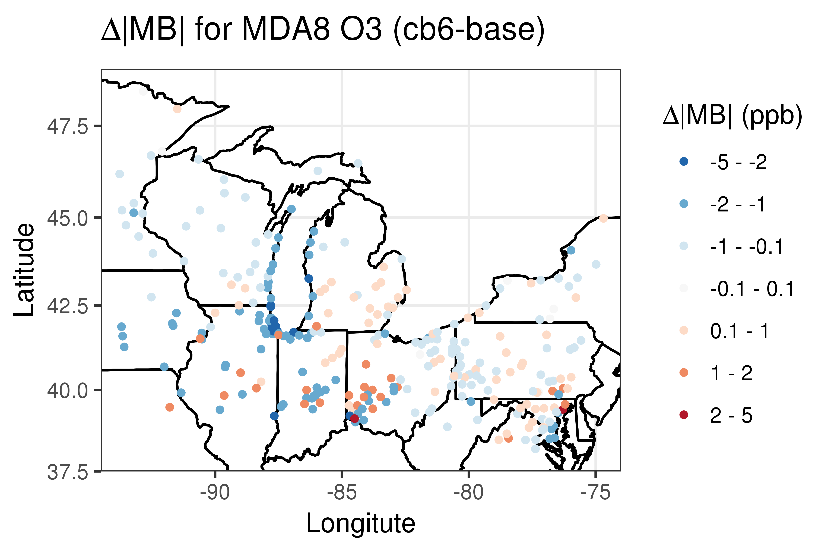 Δ|MB| for MDA8 O3 (cb6-base)
47.5
45.0
42.5
40.0
37.5
Latitude
-90
-85
-80
-75
Longitute
Δ|MB| (ppb)
-5 - -2
-2 - -1
-1 - -0.1
-0.1 - 0.1
0.1 - 1
1 - 2
2 - 5